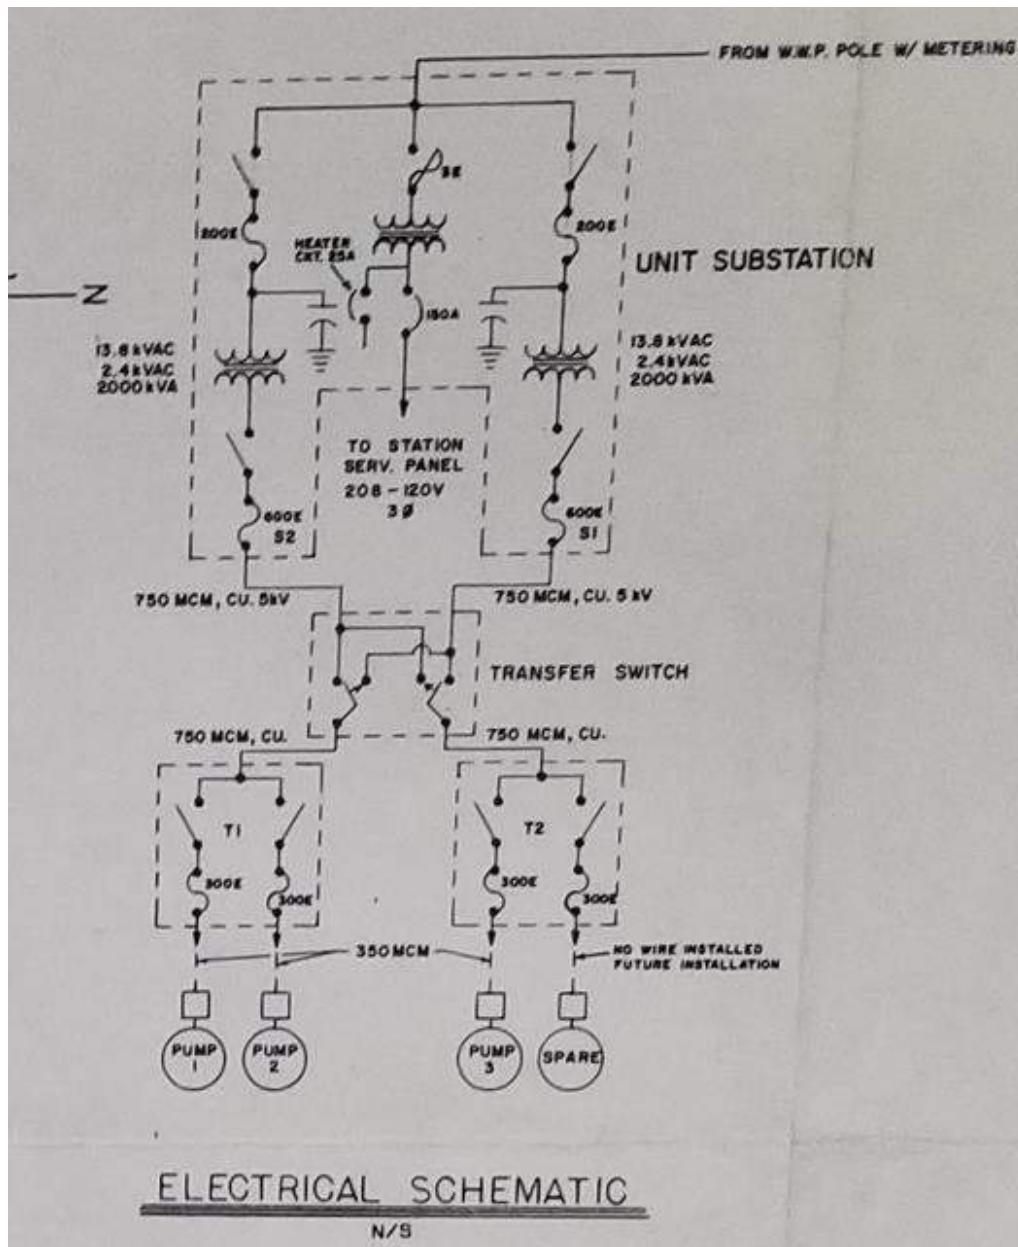 FROM W.W.P. POLE W/ METERING
3E
200E
HEATER
CKT. 25A
200E
UNIT SUBSTATION
N
150A
13.8 kVAC
2.4 kVAC
2000 kVA
13.8 kVAC
2.4 kVAC
2000 kVA
TO STATION
SERV. PANEL
208-120V
3Ø
600E
S2
600E
S1
750 MCM, CU. 5kV
750 MCM, CU. 5 kV
TRANSFER SWITCH
750 MCM, CU.
750 MCM, CU.
T1
T2
300E
300E
300E
300E
350 MCM
NO WIRE INSTALLED
FUTURE INSTALLATION
PUMP
1
PUMP
2
PUMP
3
SPARE
ELECTRICAL SCHEMATIC
N/S